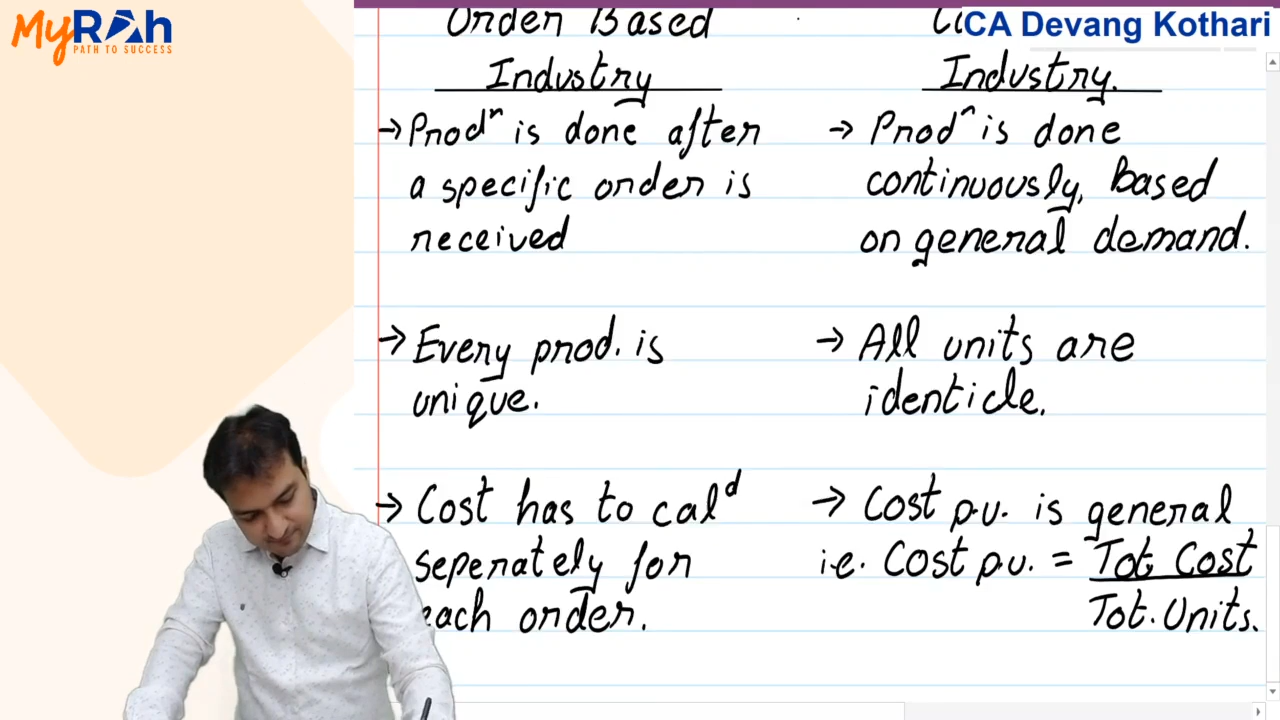 MyRAh
PATH TO SUCCESS
CA Devang Kothari
Order Based
Industry
→ Prodⁿ is done after
a specific order is
received
→ Every prod. is
unique.
→ Cost has to calᵈ
seperately for
each order.
Industry.
→ Prodⁿ is done
continuously, Based
on general demand.
→ All units are
identicle.
→ Cost p.u. is general
i.e. Cost p.u. = Tot. Cost
Tot. Units.